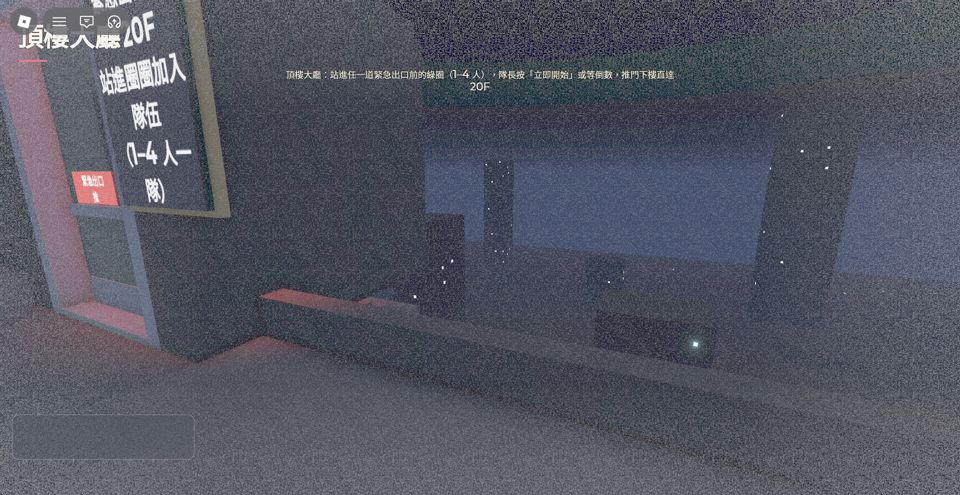 頂樓大廳
20F
站進圈圈加入
隊伍
（1–4 人一
隊）
緊急出口
頂樓大廳：站進任一道緊急出口前的綠圈（1–4 人），隊長按「立即開始」或等倒數，推門下樓直達
20F